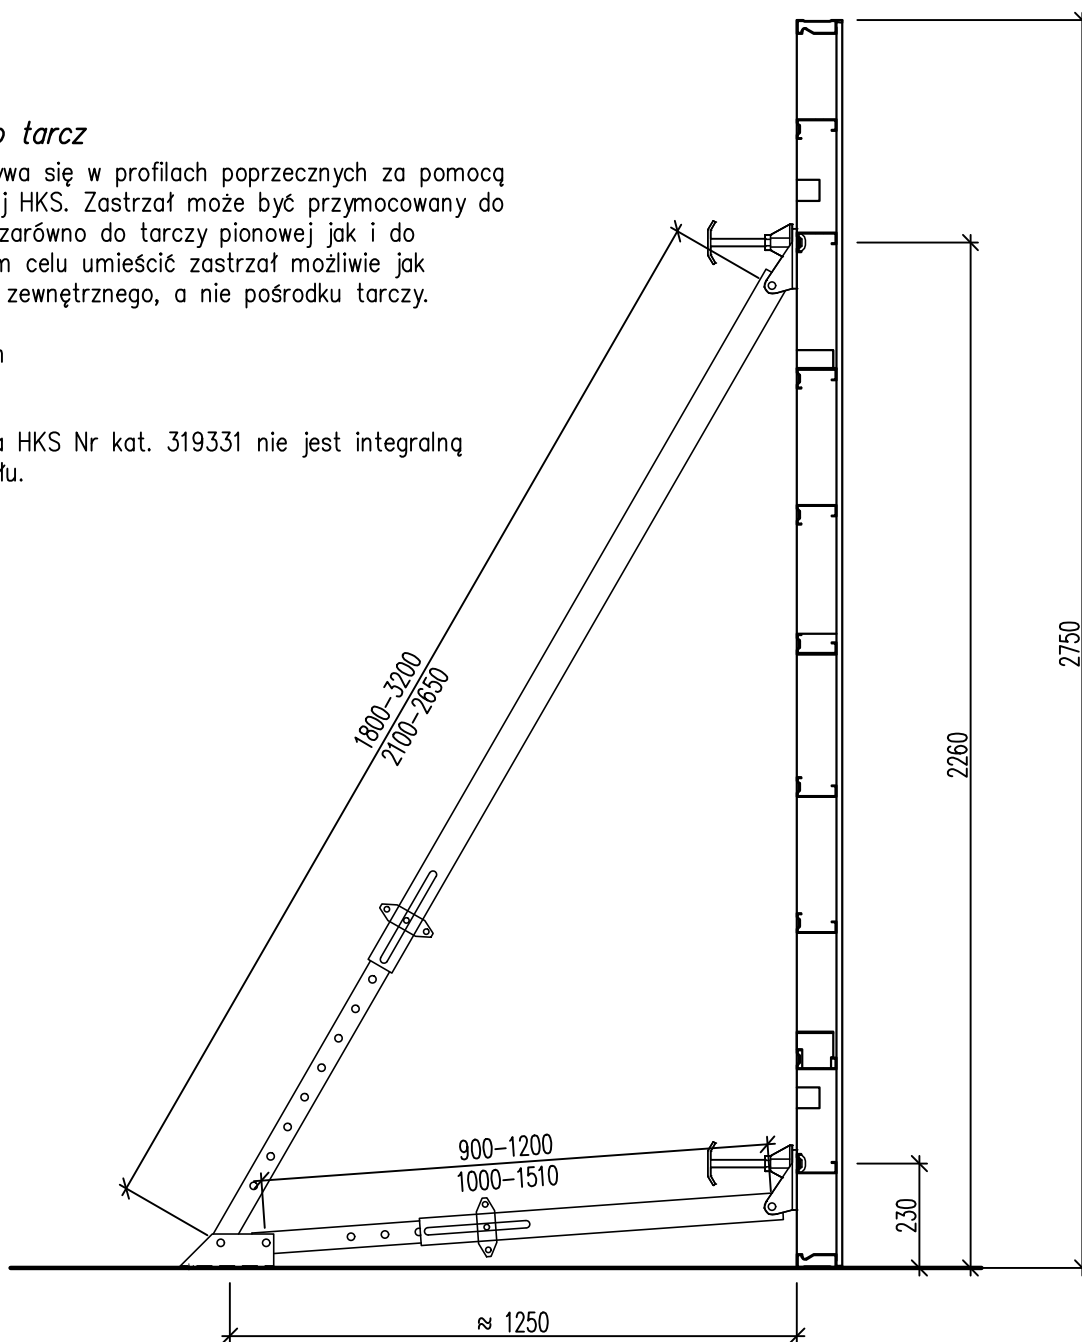 o tarcz
wa się w profilach poprzecznych za pomocą
j HKS. Zastrzał może być przymocowany do
zarówno do tarczy pionowej jak i do
m celu umieścić zastrzał możliwie jak
zewnętrznego, a nie pośrodku tarczy.
HKS Nr kat. 319331 nie jest integralną
łu.
1800-3200
2100-2650
2750
2260
900-1200
1000-1510
230
≈ 1250